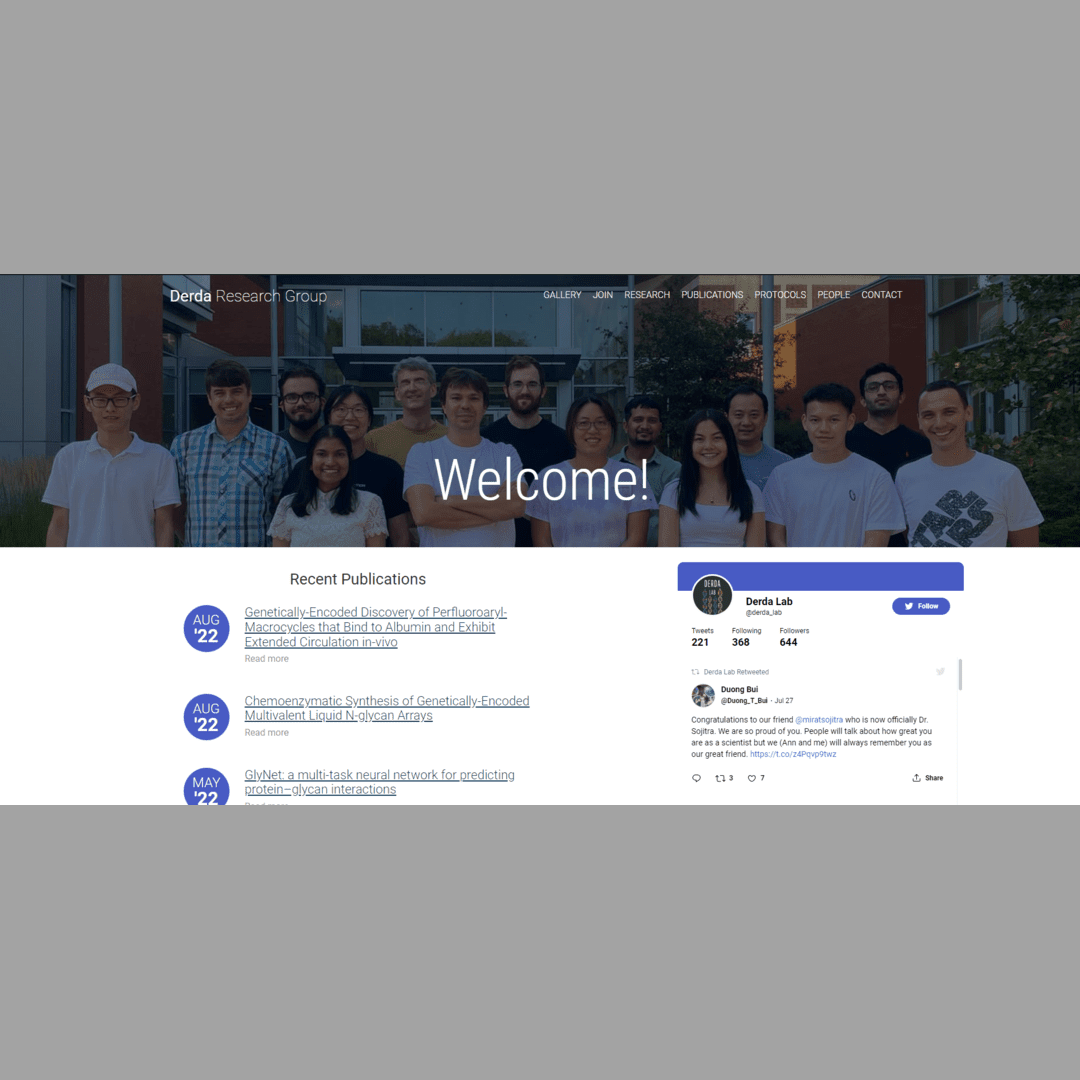 Derda Research Group
GALLERY JOIN RESEARCH PUBLICATIONS PROTOCOLS PEOPLE CONTACT
Welcome!
STAR
WARS
Recent Publications
AUG
'22
Genetically-Encoded Discovery of Perfluoroaryl-
Macrocycles that Bind to Albumin and Exhibit
Extended Circulation in-vivo
Read more
AUG
'22
Chemoenzymatic Synthesis of Genetically-Encoded
Multivalent Liquid N-glycan Arrays
Read more
MAY
'22
GlyNet: a multi-task neural network for predicting
protein–glycan interactions
Read more
DERDA
LAB
Derda Lab
@derda_lab
Follow
Tweets Following Followers
221 368 644
Derda Lab Retweeted
Duong Bui
@Duong_T_Bui · Jul 27
Congratulations to our friend @miratsojitra who is now officially Dr.
Sojitra. We are so proud of you. People will talk about how great you
are as a scientist but we (Ann and me) will always remember you as
our great friend. https://t.co/z4Pqvp9twz
3 7 Share